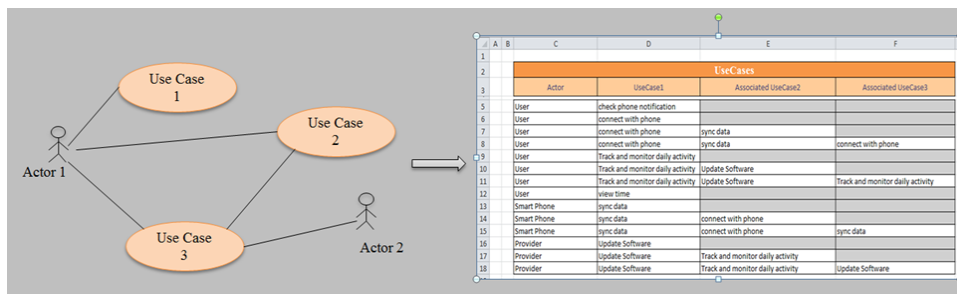 Use Case
1
Use Case
2
Actor 1
Use Case
3
Actor 2
A B C D E F
1
2 UseCases
3 Actor UseCase1 Associated UseCase2 Associated UseCase3
5 User check phone notification
6 User connect with phone
7 User connect with phone sync data
8 User connect with phone sync data connect with phone
9 User Track and monitor daily activity
10 User Track and monitor daily activity Update Software
11 User Track and monitor daily activity Update Software Track and monitor daily activity
12 User view time
13 Smart Phone sync data
14 Smart Phone sync data connect with phone
15 Smart Phone sync data connect with phone sync data
16 Provider Update Software
17 Provider Update Software Track and monitor daily activity
18 Provider Update Software Track and monitor daily activity Update Software